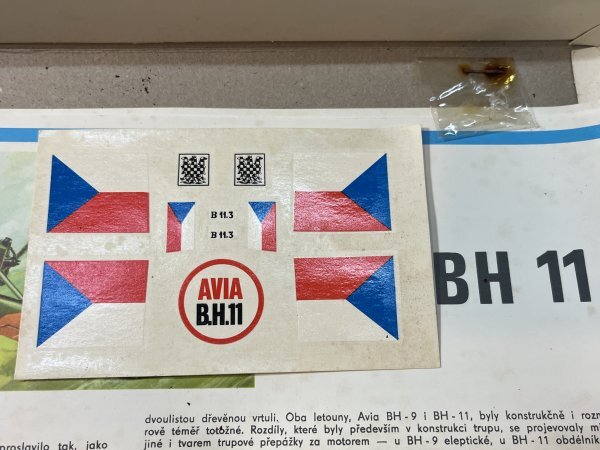 B 11.3
B 11.3
AVIA
B.H.11
BH 11
dvoulistou dřevěnou vrtuli. Oba letouny, Avia BH - 9 i BH - 11, byly konstrukčně i rozm
rově téměř totožné. Rozdíly, které byly především v konstrukci trupu, se projevovaly mi
jiné i tvarem trupové přepážky za motorem — u BH - 9 eleptické, u BH - 11 obdélník
proslavilo tak, jako